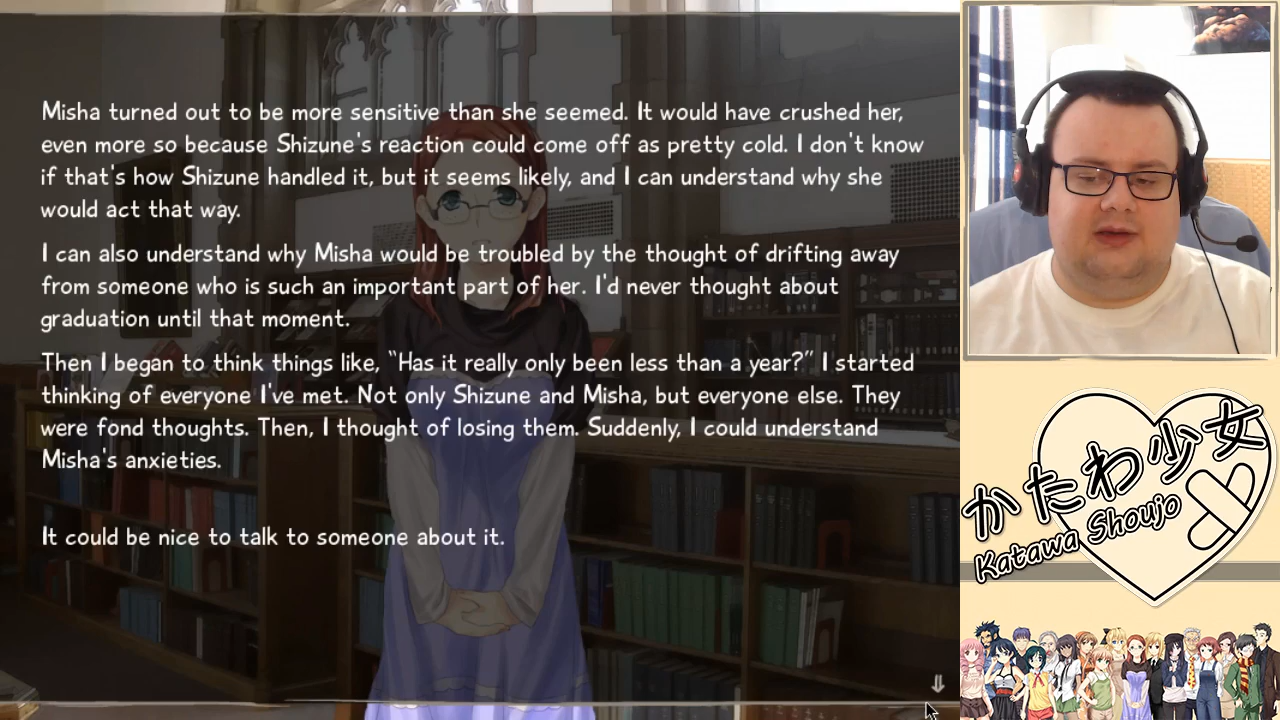 Misha turned out to be more sensitive than she seemed. It would have crushed her,
even more so because Shizune's reaction could come off as pretty cold. I don't know
if that's how Shizune handled it, but it seems likely, and I can understand why she
would act that way.
I can also understand why Misha would be troubled by the thought of drifting away
from someone who is such an important part of her. I'd never thought about
graduation until that moment.
Then I began to think things like, “Has it really only been less than a year?” I started
thinking of everyone I've met. Not only Shizune and Misha, but everyone else. They
were fond thoughts. Then, I thought of losing them. Suddenly, I could understand
Misha's anxieties.
It could be nice to talk to someone about it.
かたわ少女
Katawa Shoujo